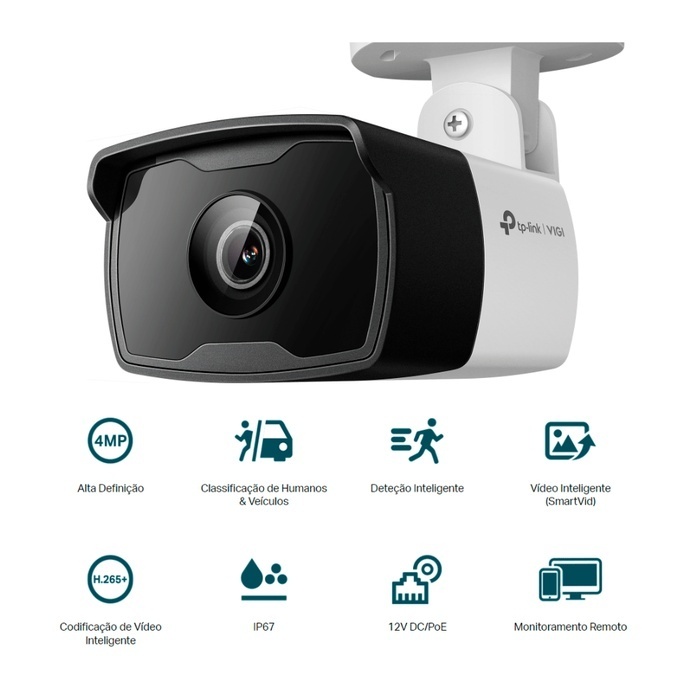 tp-link | VIGI
4MP
Alta Definição
Classificação de Humanos
& Veículos
Deteção Inteligente
Vídeo Inteligente
(SmartVid)
H.265+
Codificação de Vídeo
Inteligente
IP67
12V DC/PoE
Monitoramento Remoto